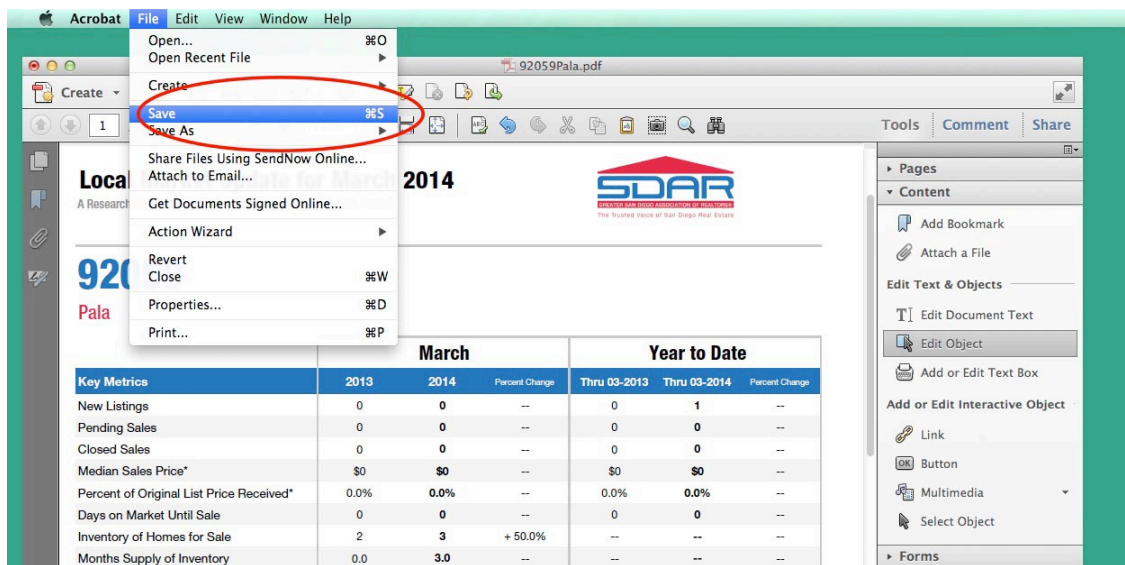 Acrobat File Edit View Window Help
Open... ⌘O
Open Recent File
Create
Save ⌘S
Save As
Share Files Using SendNow Online...
Attach to Email...
Get Documents Signed Online...
Action Wizard
Revert
Close ⌘W
Properties... ⌘D
Print... ⌘P
92059Pala.pdf
Create
1
Tools Comment Share
Local Market Update for March 2014
A Research
SDAR
GREATER SAN DIEGO ASSOCIATION OF REALTORS®
The Trusted Voice of San Diego Real Estate
920
Pala
March Year to Date
Key Metrics 2013 2014 Percent Change Thru 03-2013 Thru 03-2014 Percent Change
New Listings 0 0 -- 0 1 --
Pending Sales 0 0 -- 0 0 --
Closed Sales 0 0 -- 0 0 --
Median Sales Price* $0 $0 -- $0 $0 --
Percent of Original List Price Received* 0.0% 0.0% -- 0.0% 0.0% --
Days on Market Until Sale 0 0 -- 0 0 --
Inventory of Homes for Sale 2 3 + 50.0% -- -- --
Months Supply of Inventory 0.0 3.0 -- -- -- --
Pages
Content
Add Bookmark
Attach a File
Edit Text & Objects
Edit Document Text
Edit Object
Add or Edit Text Box
Add or Edit Interactive Object
Link
OK Button
Multimedia
Select Object
Forms